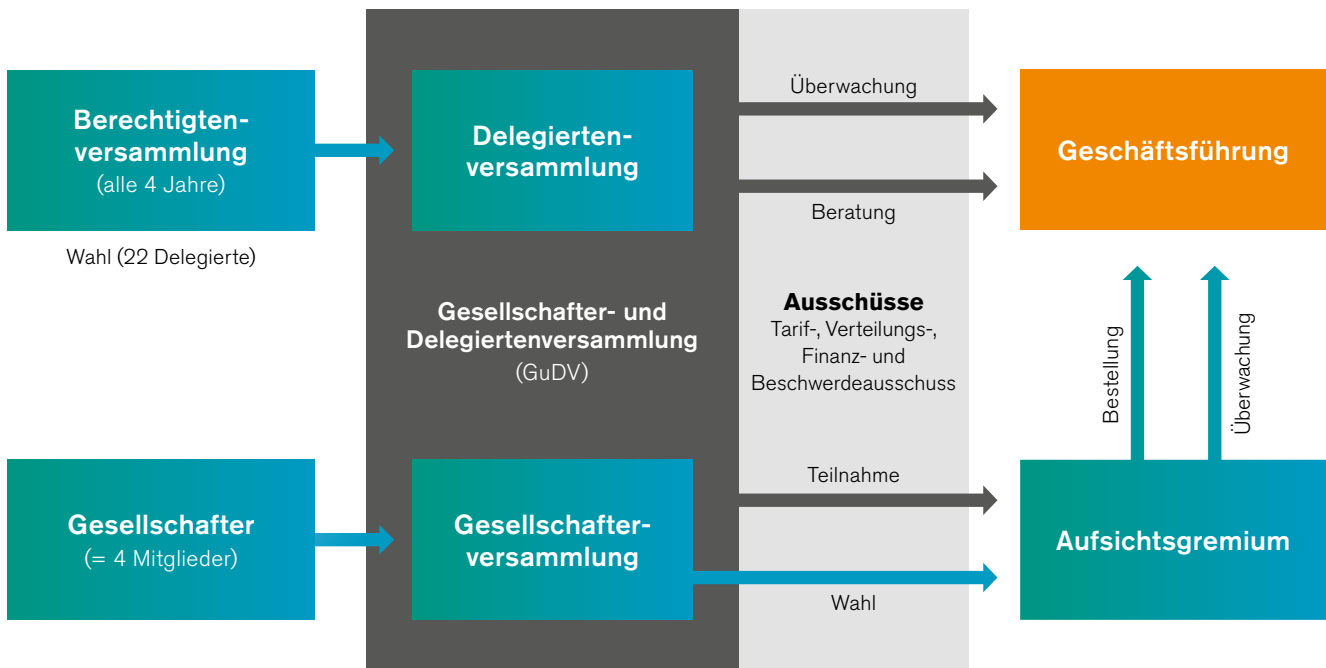 Berechtigten-
versammlung
(alle 4 Jahre)
Wahl (22 Delegierte)
Delegierten-
versammlung
Überwachung
Beratung
Geschäftsführung
Gesellschafter- und
Delegiertenversammlung
(GuDV)
Ausschüsse
Tarif-, Verteilungs-,
Finanz- und
Beschwerdeausschuss
Bestellung
Überwachung
Gesellschafter
(= 4 Mitglieder)
Gesellschafter-
versammlung
Teilnahme
Wahl
Aufsichtsgremium